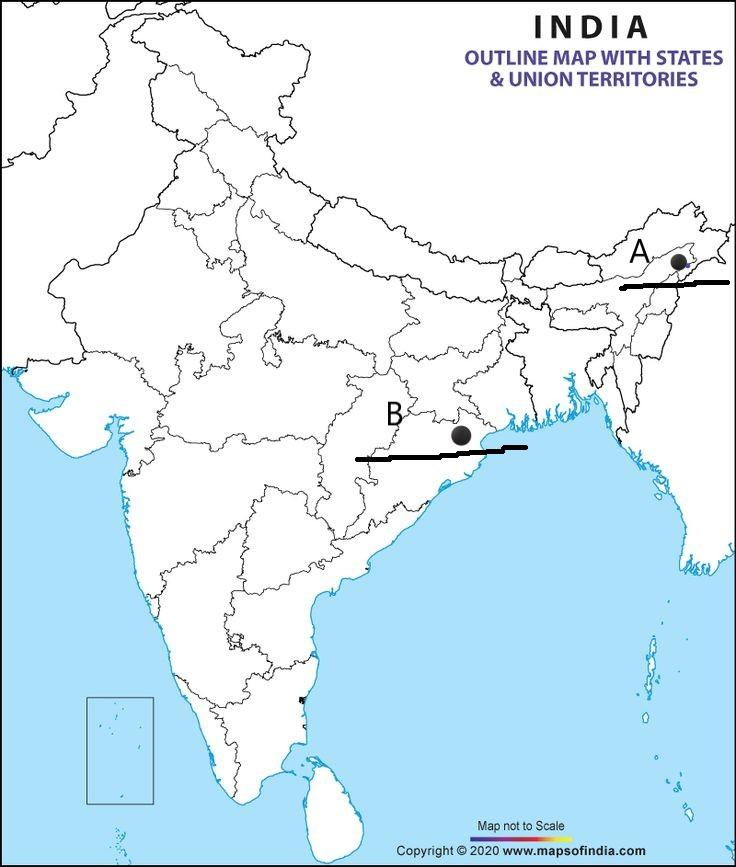 INDIA
OUTLINE MAP WITH STATES
& UNION TERRITORIES
A
B
Map not to Scale
Copyright © 2020 www.mapsofindia.com